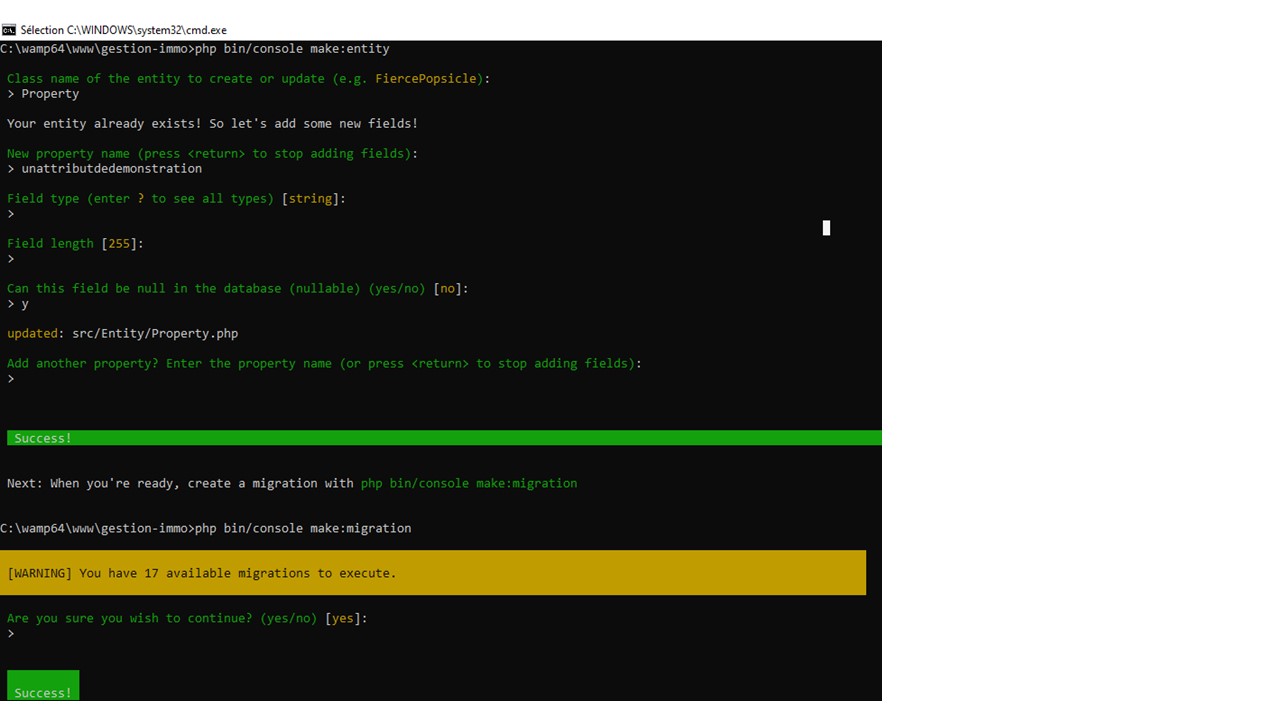 Sélection C:\WINDOWS\system32\cmd.exe
C:\wamp64\www\gestion-immo>php bin/console make:entity
Class name of the entity to create or update (e.g. FiercePopsicle):
> Property
Your entity already exists! So let's add some new fields!
New property name (press <return> to stop adding fields):
> unattributdedemonstration
Field type (enter ? to see all types) [string]:
>
Field length [255]:
>
Can this field be null in the database (nullable) (yes/no) [no]:
> y
updated: src/Entity/Property.php
Add another property? Enter the property name (or press <return> to stop adding fields):
>
Success!
Next: When you're ready, create a migration with php bin/console make:migration
C:\wamp64\www\gestion-immo>php bin/console make:migration
[WARNING] You have 17 available migrations to execute.
Are you sure you wish to continue? (yes/no) [yes]:
>
Success!